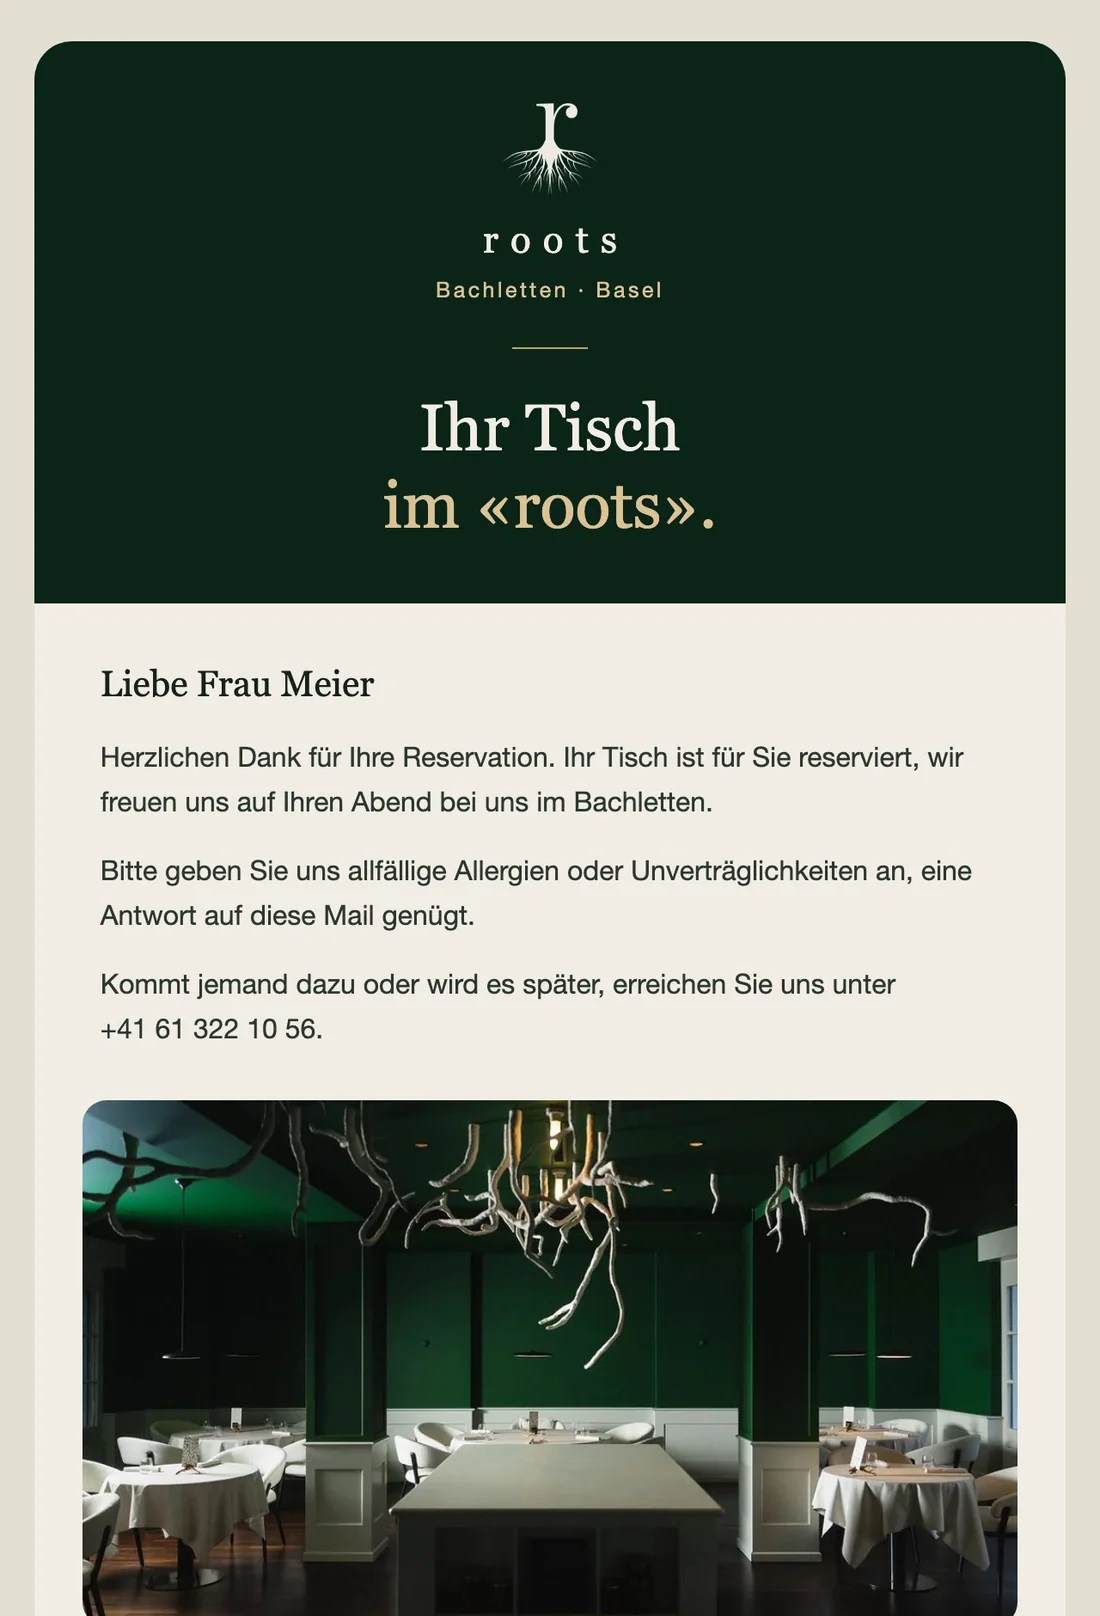 r
roots
Bachletten · Basel
Ihr Tisch
im «roots».
Liebe Frau Meier
Herzlichen Dank für Ihre Reservation. Ihr Tisch ist für Sie reserviert, wir
freuen uns auf Ihren Abend bei uns im Bachletten.
Bitte geben Sie uns allfällige Allergien oder Unverträglichkeiten an, eine
Antwort auf diese Mail genügt.
Kommt jemand dazu oder wird es später, erreichen Sie uns unter
+41 61 322 10 56.